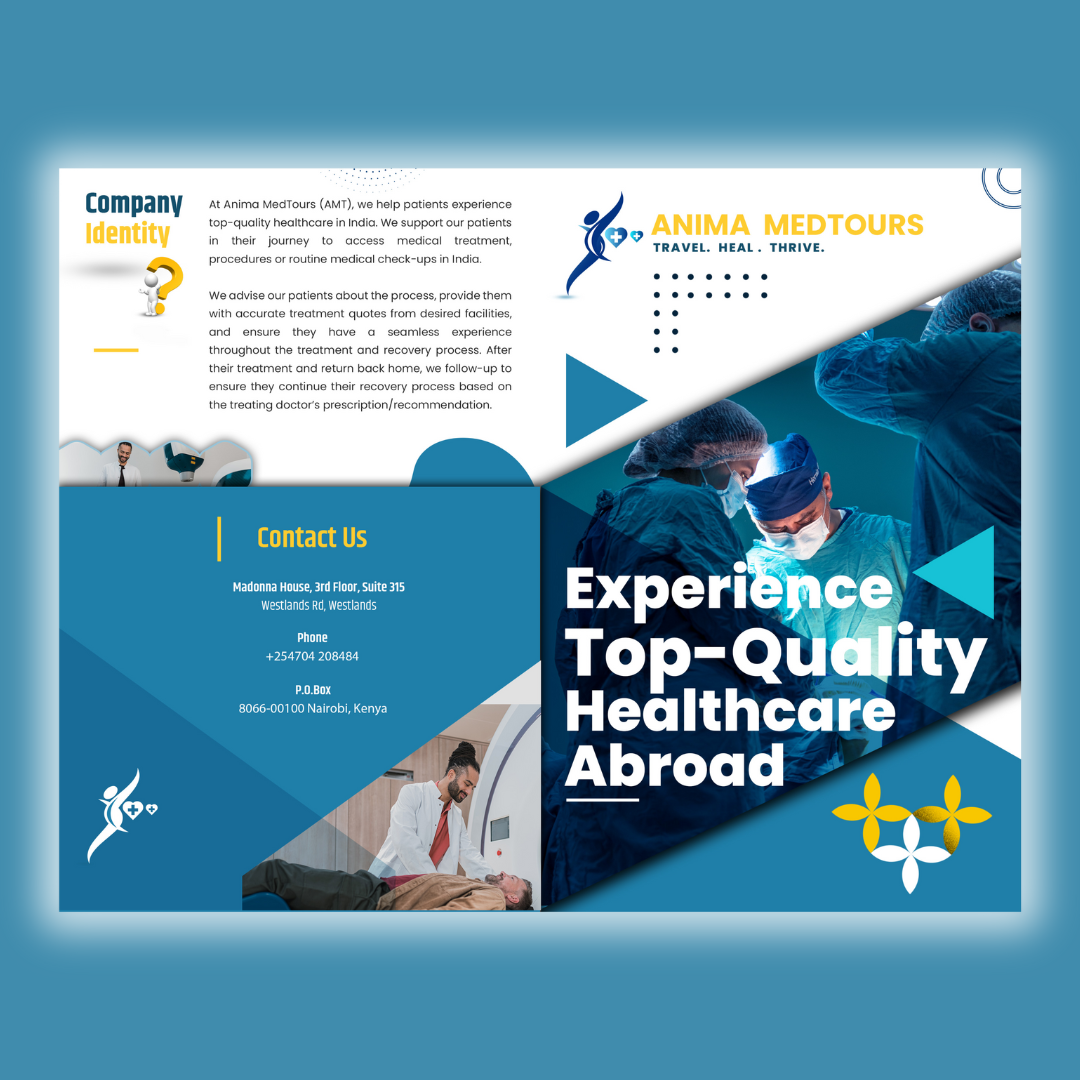 Company
Identity
At Anima MedTours (AMT), we help patients experience
top-quality healthcare in India. We support our patients
in their journey to access medical treatment,
procedures or routine medical check-ups in India.
We advise our patients about the process, provide them
with accurate treatment quotes from desired facilities,
and ensure they have a seamless experience
throughout the treatment and recovery process. After
their treatment and return back home, we follow-up to
ensure they continue their recovery process based on
the treating doctor's prescription/recommendation.
Contact Us
Madonna House, 3rd Floor, Suite 315
Westlands Rd, Westlands
Phone
+254704 208484
P.O.Box
8066-00100 Nairobi, Kenya
ANIMA MEDTOURS
TRAVEL. HEAL . THRIVE.
Experience
Top-Quality
Healthcare
Abroad